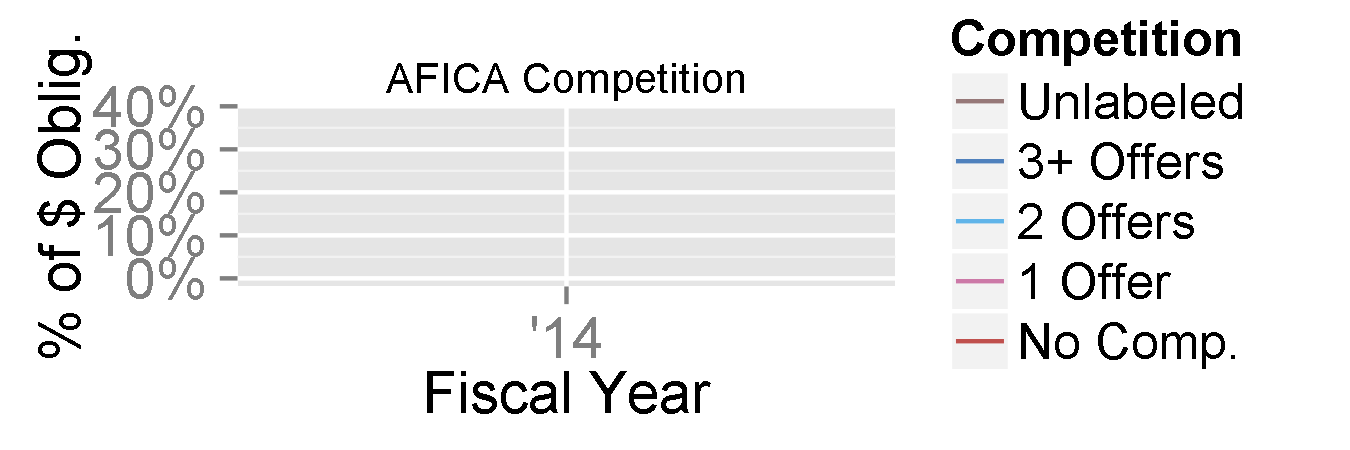 AFICA Competition
% of $ Oblig.
40%
30%
20%
10%
0%
'14
Fiscal Year
Competition
Unlabeled
3+ Offers
2 Offers
1 Offer
No Comp.